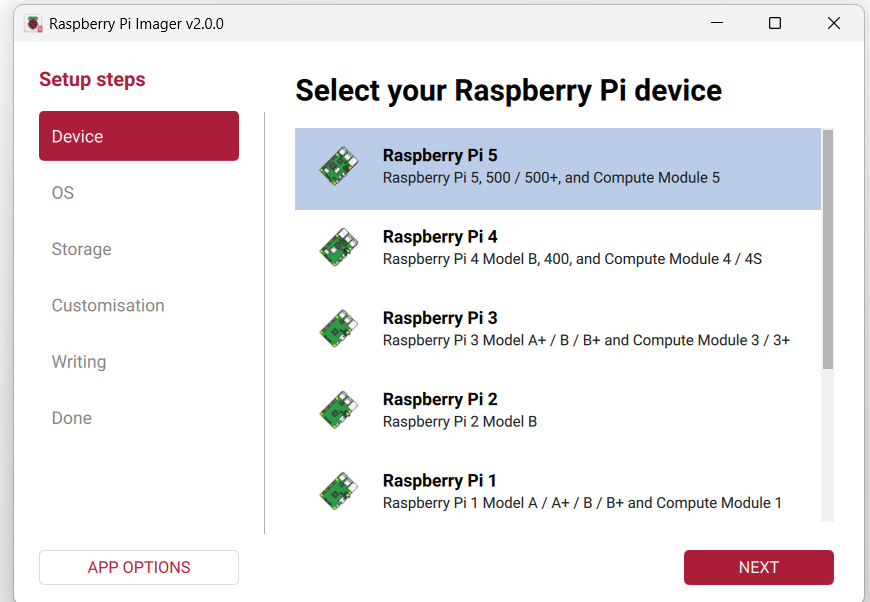 Raspberry Pi Imager v2.0.0
Setup steps
Device
OS
Storage
Customisation
Writing
Done
APP OPTIONS
Select your Raspberry Pi device
Raspberry Pi 5
Raspberry Pi 5, 500 / 500+, and Compute Module 5
Raspberry Pi 4
Raspberry Pi 4 Model B, 400, and Compute Module 4 / 4S
Raspberry Pi 3
Raspberry Pi 3 Model A+ / B / B+ and Compute Module 3 / 3+
Raspberry Pi 2
Raspberry Pi 2 Model B
Raspberry Pi 1
Raspberry Pi 1 Model A / A+ / B / B+ and Compute Module 1
NEXT